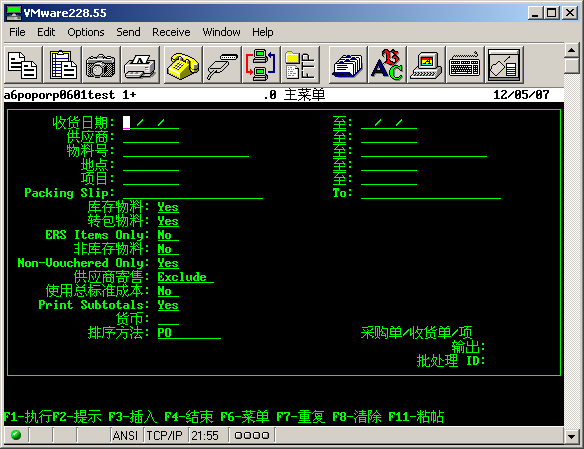 VMware228.55
File Edit Options Send Receive Window Help
ABC
a6poporp0601test 1+ .0 主菜单 12/05/07
收货日期: / / 至: / /
供应商: 至:
物料号: 至:
地点: 至:
项目: 至:
Packing Slip: To:
库存物料: Yes
转包物料: Yes
ERS Items Only: No
非库存物料: No
Non-Vouchered Only: Yes
供应商寄售: Exclude
使用总标准成本: No
Print Subtotals: Yes
货币:
排序方法: PO 采购单/收货单/项
输出:
批处理 ID:
F1-执行F2-提示 F3-插入 F4-结束 F6-菜单 F7-重复 F8-清除 F11-粘帖
ANSI TCP/IP 21:55